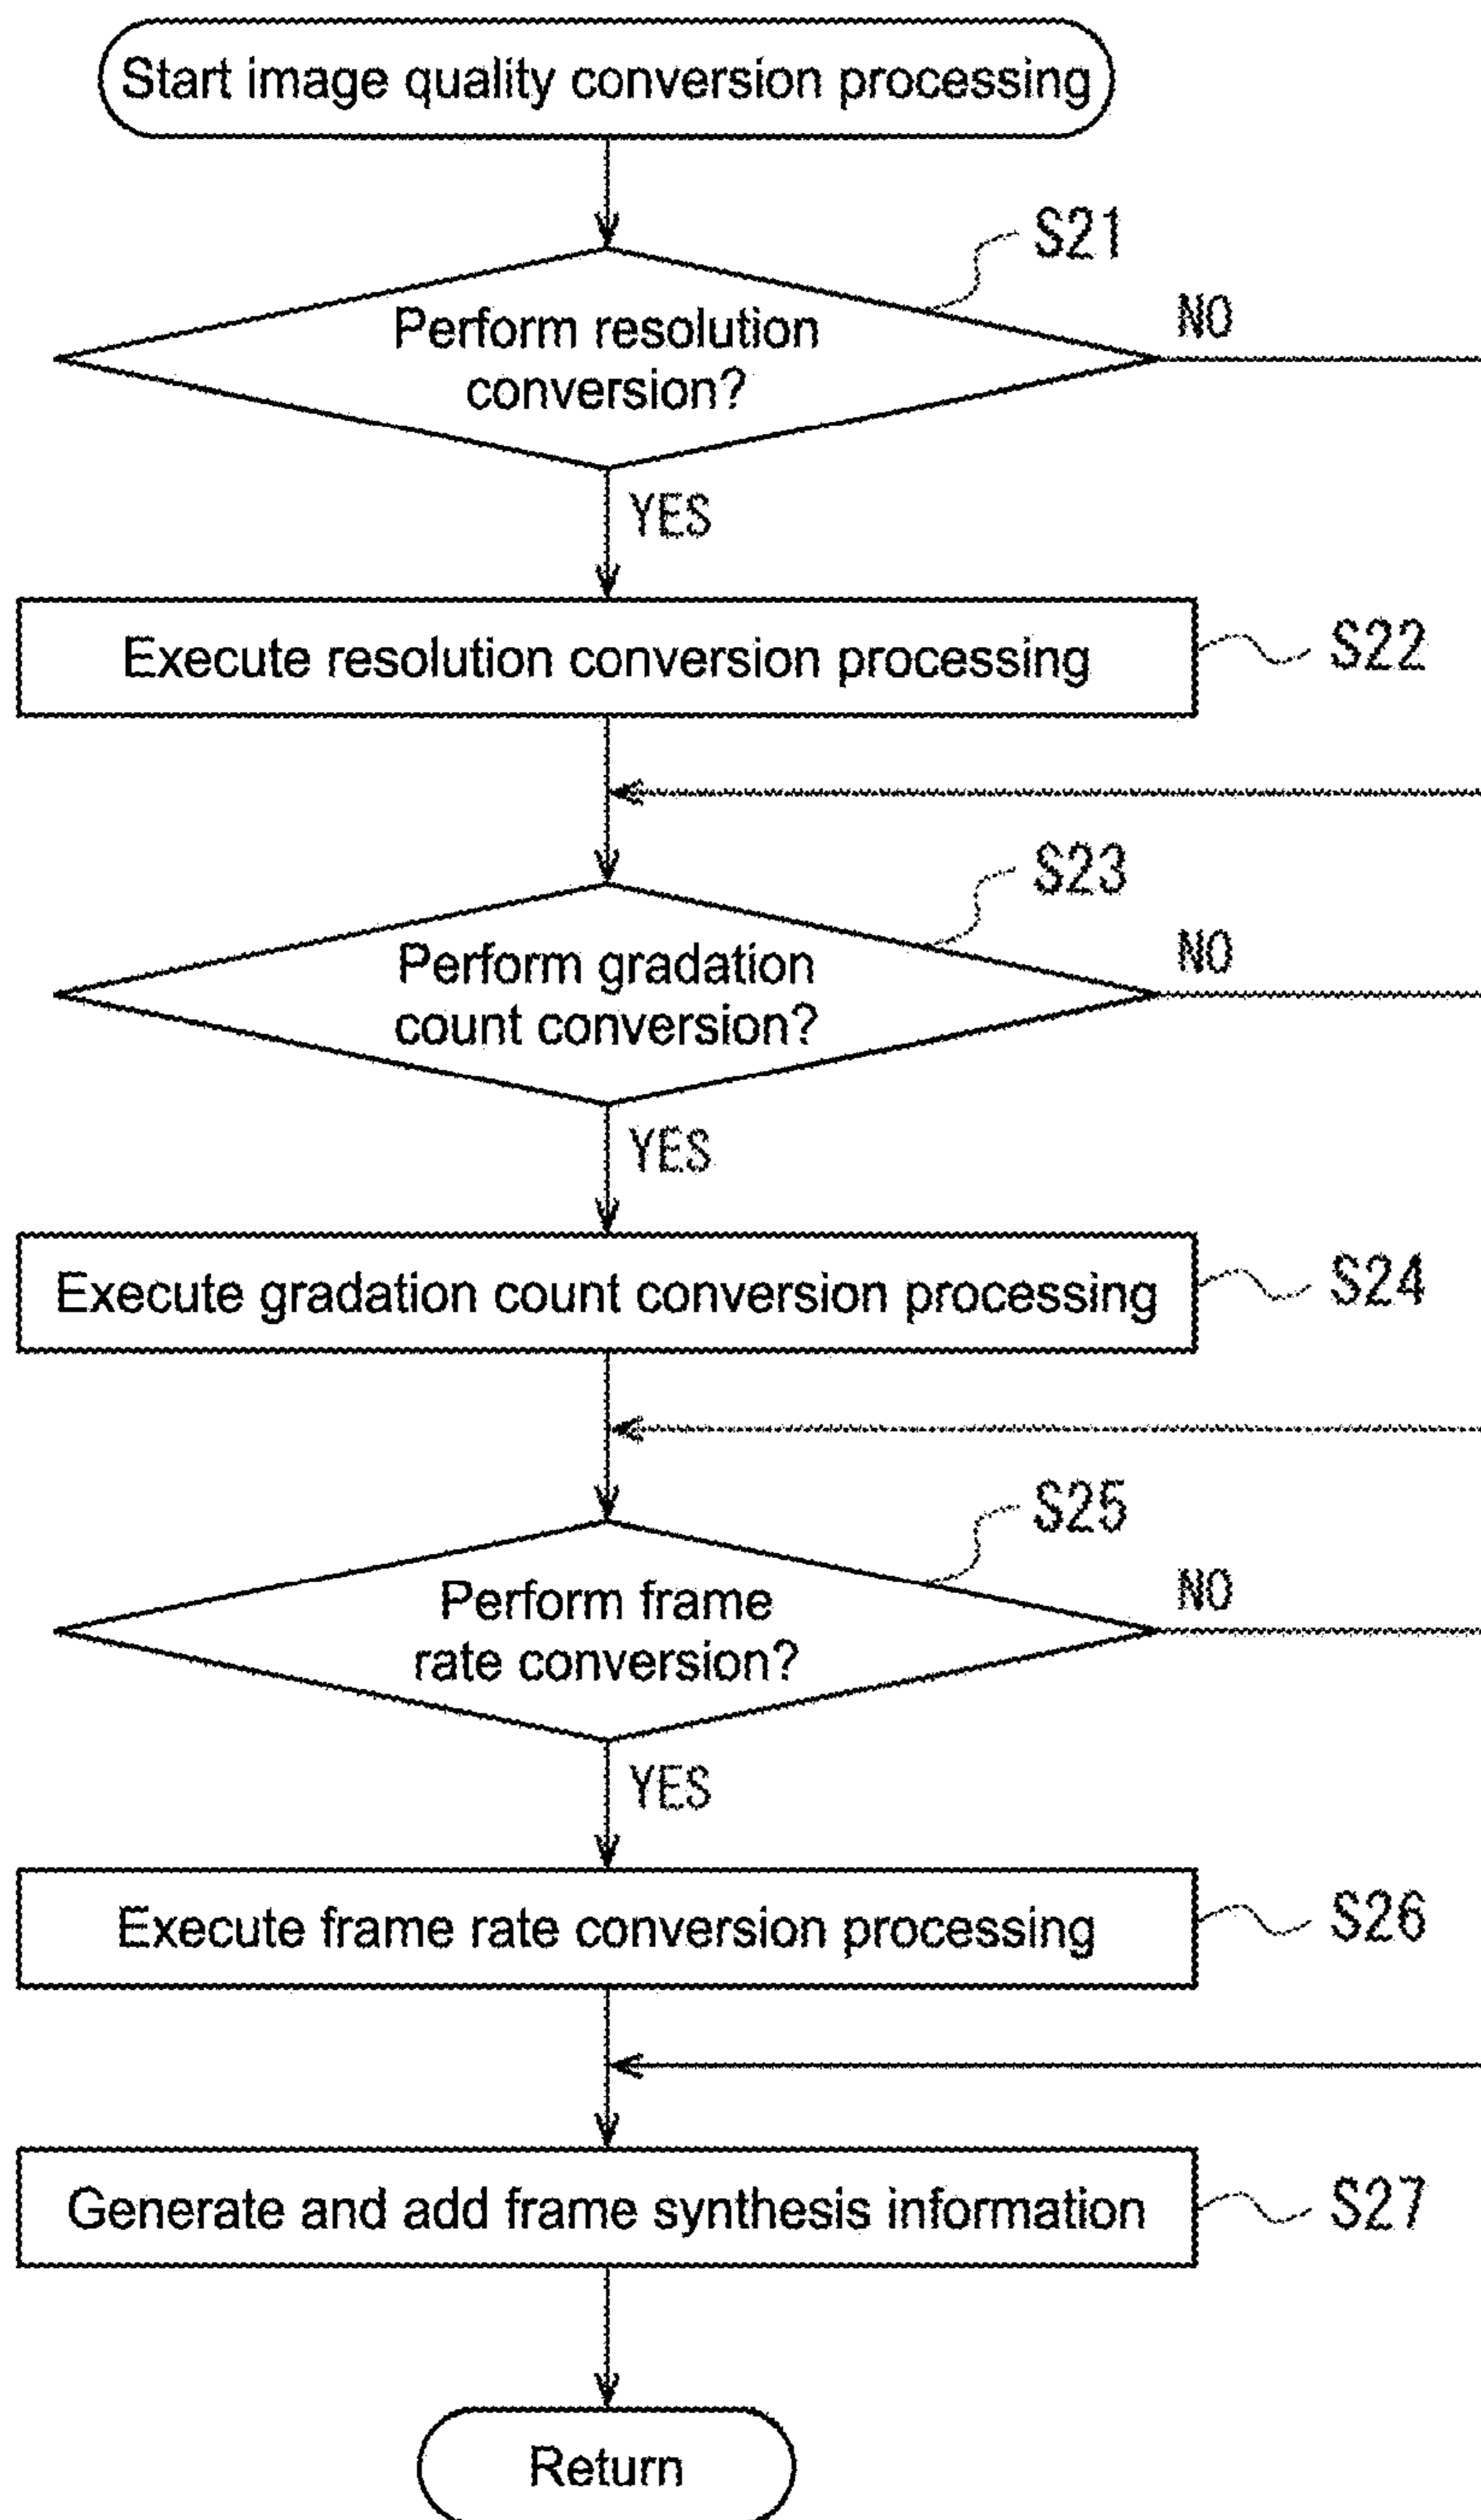 Start image quality conversion processing
S21
Perform resolution
conversion?
NO
YES
Execute resolution conversion processing
S22
S23
Perform gradation
count conversion?
NO
YES
Execute gradation count conversion processing
S24
S25
Perform frame
rate conversion?
NO
YES
Execute frame rate conversion processing
S26
Generate and add frame synthesis information
S27
Return